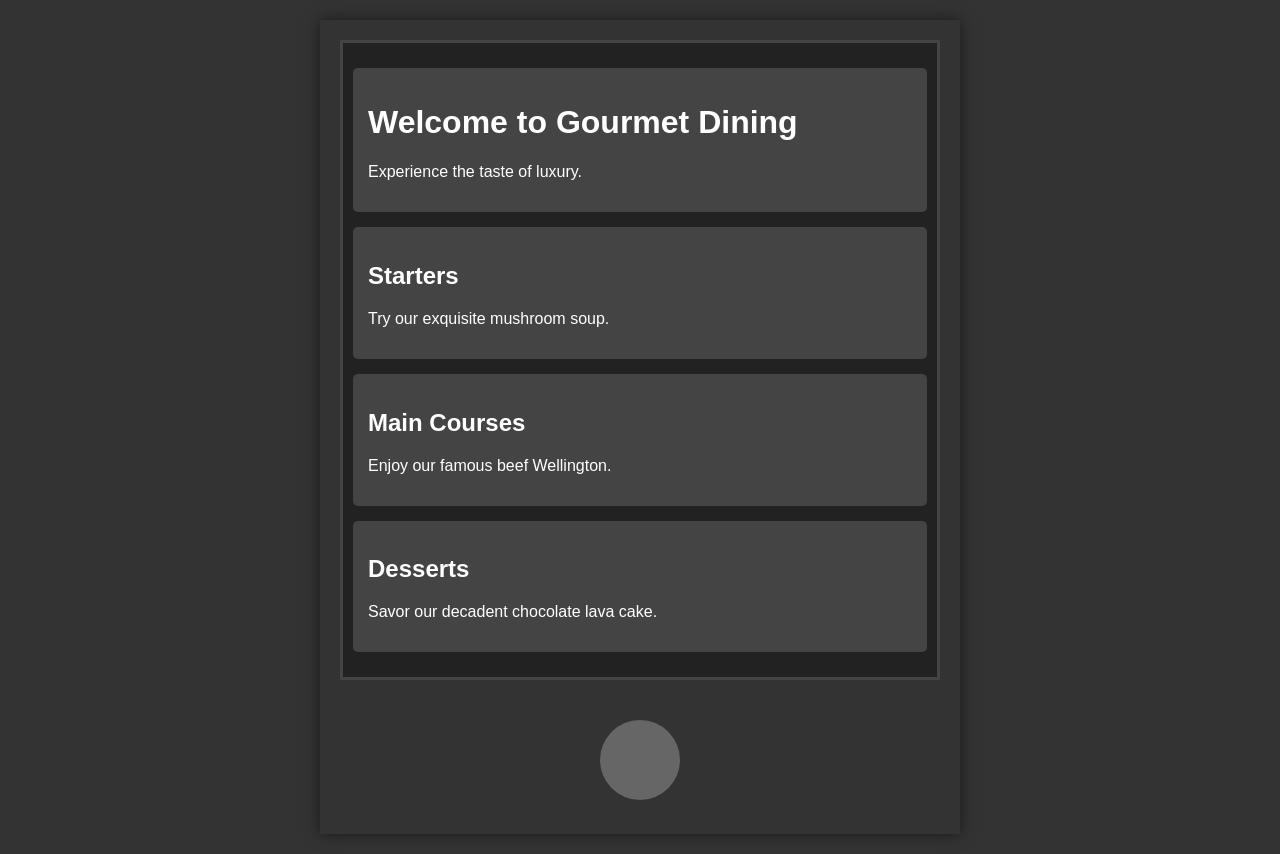 Welcome to Gourmet Dining
Experience the taste of luxury.
Starters
Try our exquisite mushroom soup.
Main Courses
Enjoy our famous beef Wellington.
Desserts
Savor our decadent chocolate lava cake.